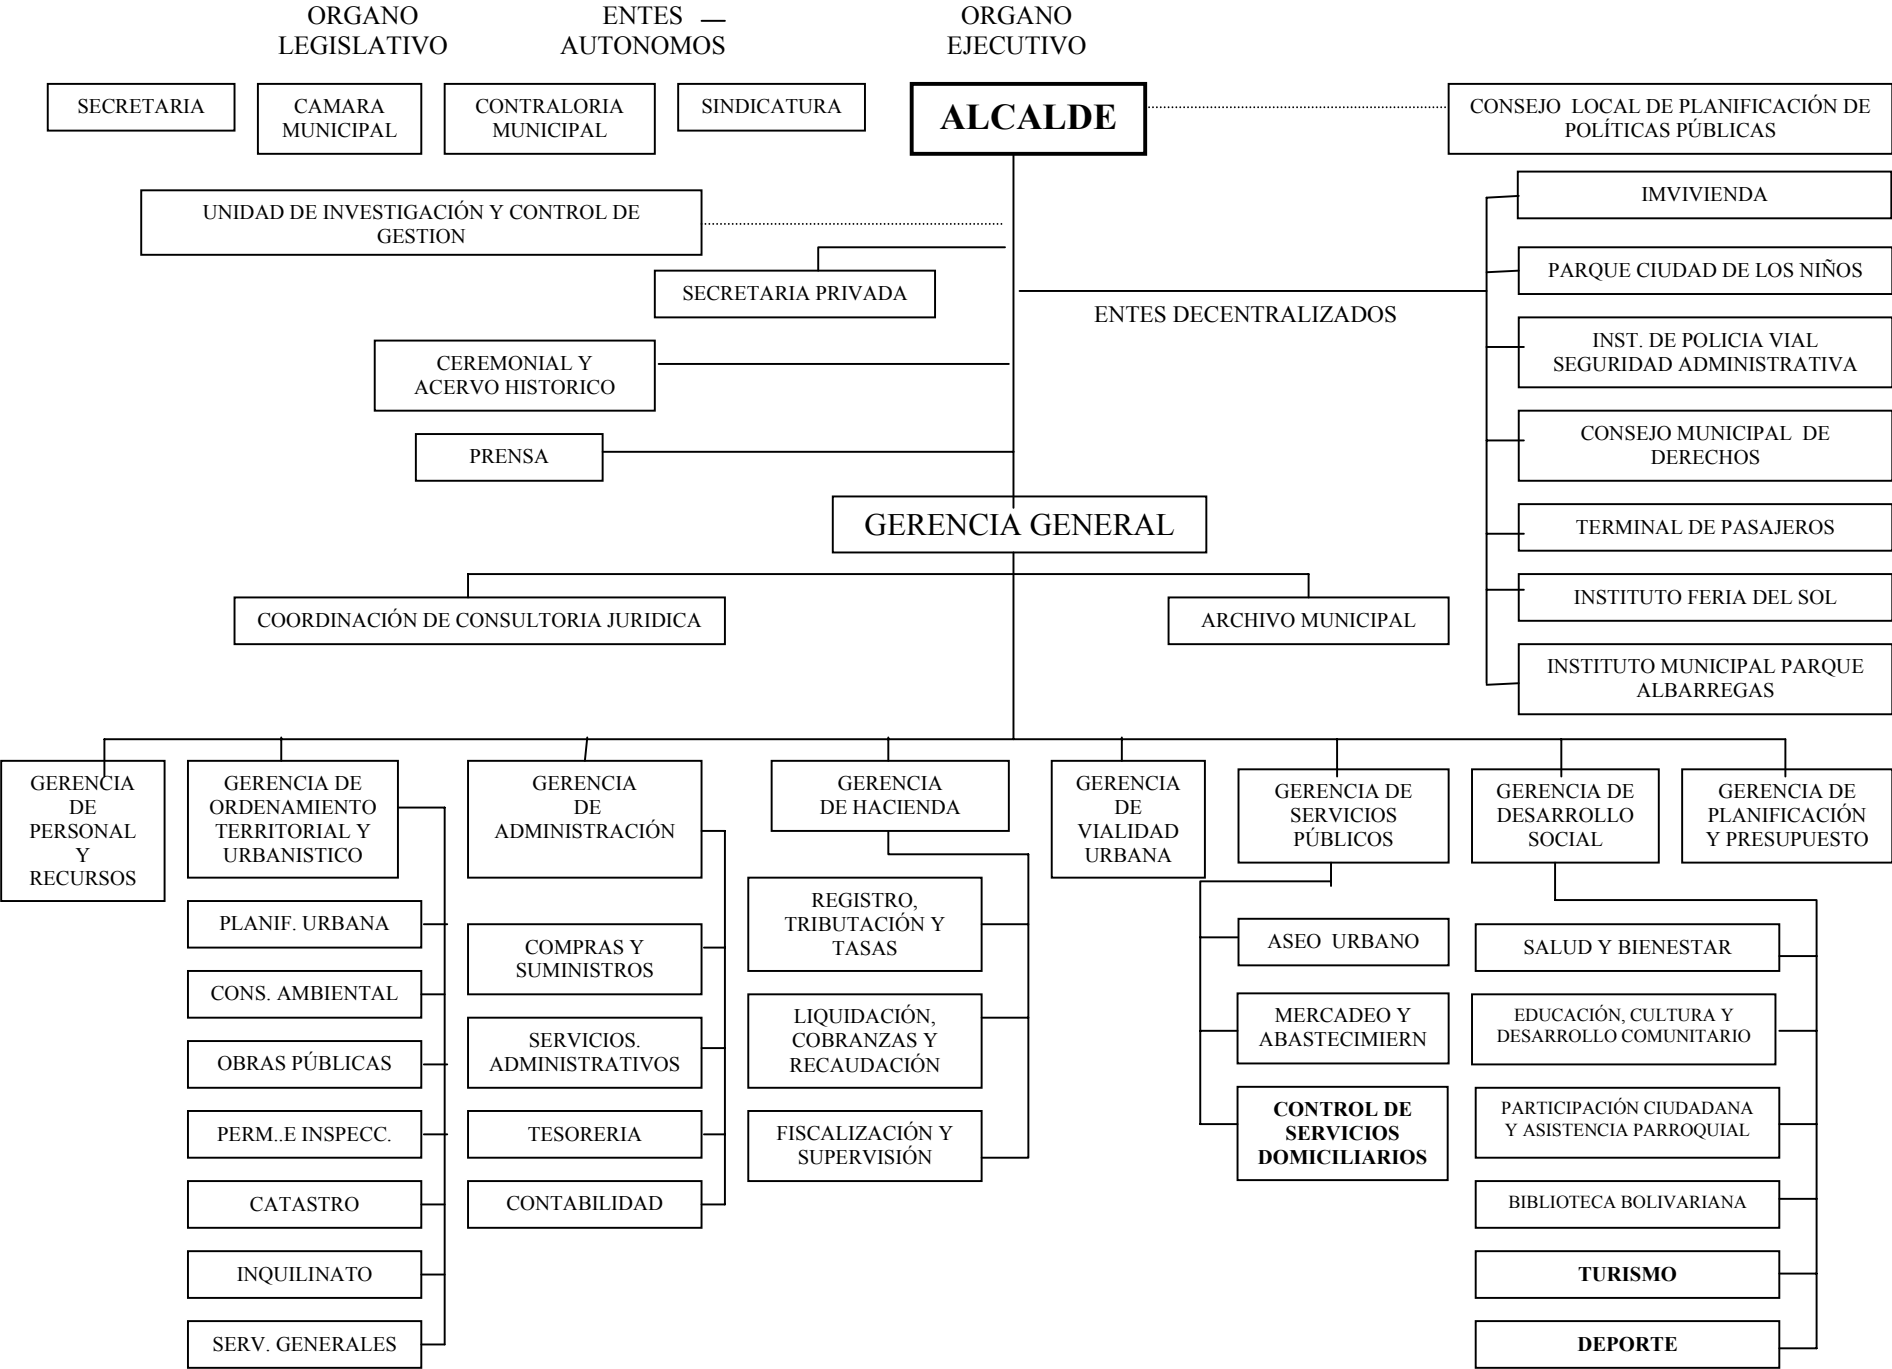 ORGANO
LEGISLATIVO
ENTES
AUTONOMOS
ORGANO
EJECUTIVO
SECRETARIA
CAMARA
MUNICIPAL
CONTRALORIA
MUNICIPAL
SINDICATURA
ALCALDE
CONSEJO LOCAL DE PLANIFICACIÓN DE
POLÍTICAS PÚBLICAS
UNIDAD DE INVESTIGACIÓN Y CONTROL DE
GESTION
SECRETARIA PRIVADA
CEREMONIAL Y
ACERVO HISTORICO
PRENSA
ENTES DECENTRALIZADOS
IMVIVIENDA
PARQUE CIUDAD DE LOS NIÑOS
INST. DE POLICIA VIAL
SEGURIDAD ADMINISTRATIVA
CONSEJO MUNICIPAL DE
DERECHOS
TERMINAL DE PASAJEROS
INSTITUTO FERIA DEL SOL
INSTITUTO MUNICIPAL PARQUE
ALBARREGAS
GERENCIA GENERAL
COORDINACIÓN DE CONSULTORIA JURIDICA
ARCHIVO MUNICIPAL
GERENCIA
DE
PERSONAL
Y
RECURSOS
GERENCIA DE
ORDENAMIENTO
TERRITORIAL Y
URBANISTICO
PLANIF. URBANA
CONS. AMBIENTAL
OBRAS PÚBLICAS
PERM..E INSPECC.
CATASTRO
INQUILINATO
SERV. GENERALES
GERENCIA
DE
ADMINISTRACIÓN
COMPRAS Y
SUMINISTROS
SERVICIOS.
ADMINISTRATIVOS
TESORERIA
CONTABILIDAD
GERENCIA
DE HACIENDA
REGISTRO,
TRIBUTACIÓN Y
TASAS
LIQUIDACIÓN,
COBRANZAS Y
RECAUDACIÓN
FISCALIZACIÓN Y
SUPERVISIÓN
GERENCIA
DE
VIALIDAD
URBANA
GERENCIA DE
SERVICIOS
PÚBLICOS
ASEO URBANO
MERCADEO Y
ABASTECIMIERN
CONTROL DE
SERVICIOS
DOMICILIARIOS
GERENCIA DE
DESARROLLO
SOCIAL
SALUD Y BIENESTAR
EDUCACIÓN, CULTURA Y
DESARROLLO COMUNITARIO
PARTICIPACIÓN CIUDADANA
Y ASISTENCIA PARROQUIAL
BIBLIOTECA BOLIVARIANA
TURISMO
DEPORTE
GERENCIA DE
PLANIFICACIÓN
Y PRESUPUESTO